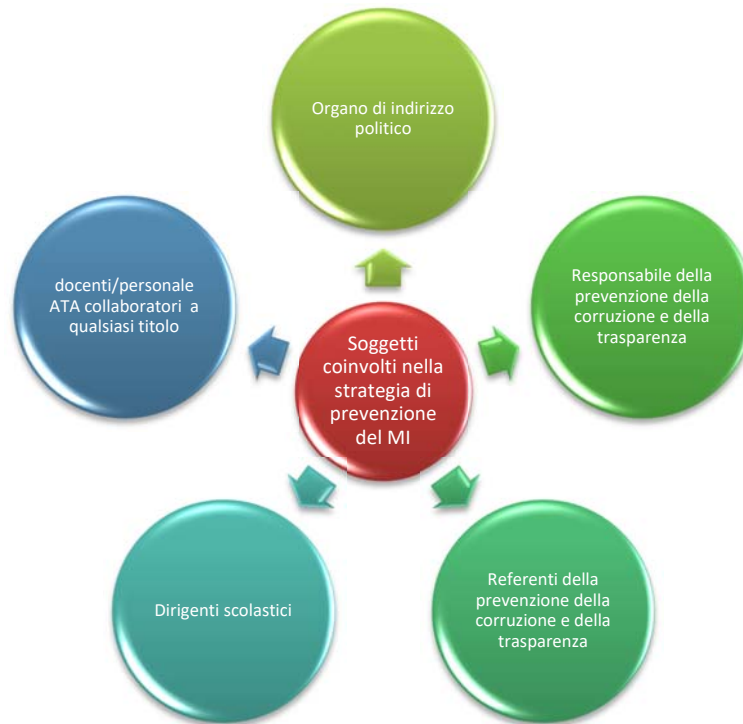 Organo di indirizzo
politico
docenti/personale
ATA collaboratori a
qualsiasi titolo
Responsabile della
prevenzione della
corruzione e della
trasparenza
Soggetti
coinvolti nella
strategia di
prevenzione
del MI
Dirigenti scolastici
Referenti della
prevenzione della
corruzione e della
trasparenza